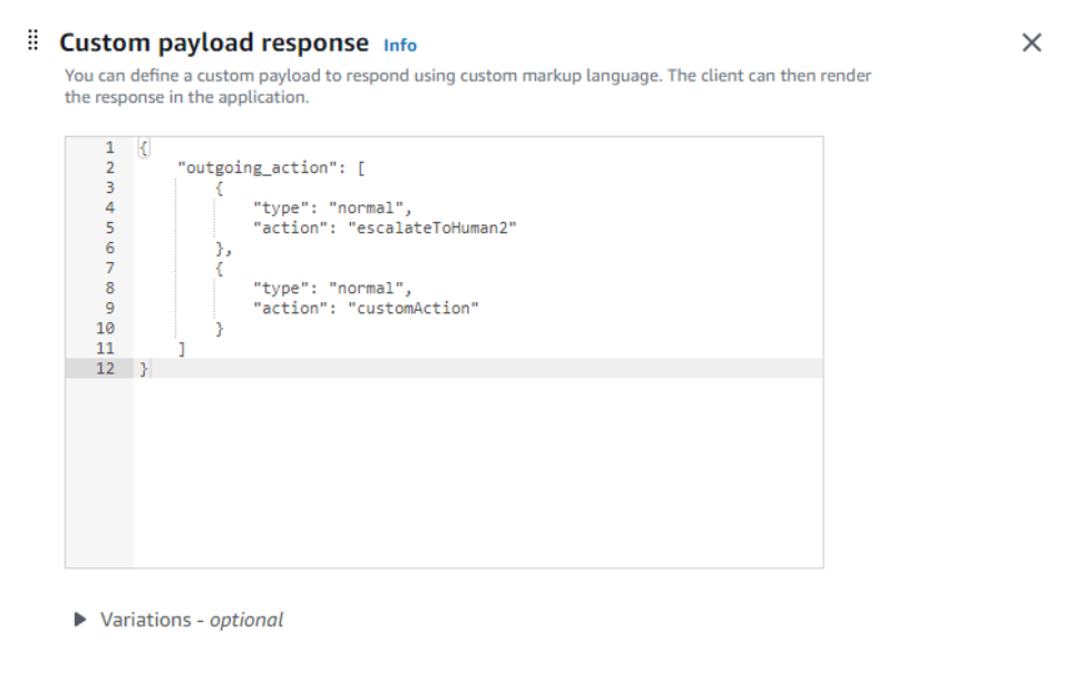 Custom payload response Info
You can define a custom payload to respond using custom markup language. The client can then render
the response in the application.
1 {
2     "outgoing_action": [
3         {
4             "type": "normal",
5             "action": "escalateToHuman2"
6         },
7         {
8             "type": "normal",
9             "action": "customAction"
10         }
11     ]
12 }
Variations - optional